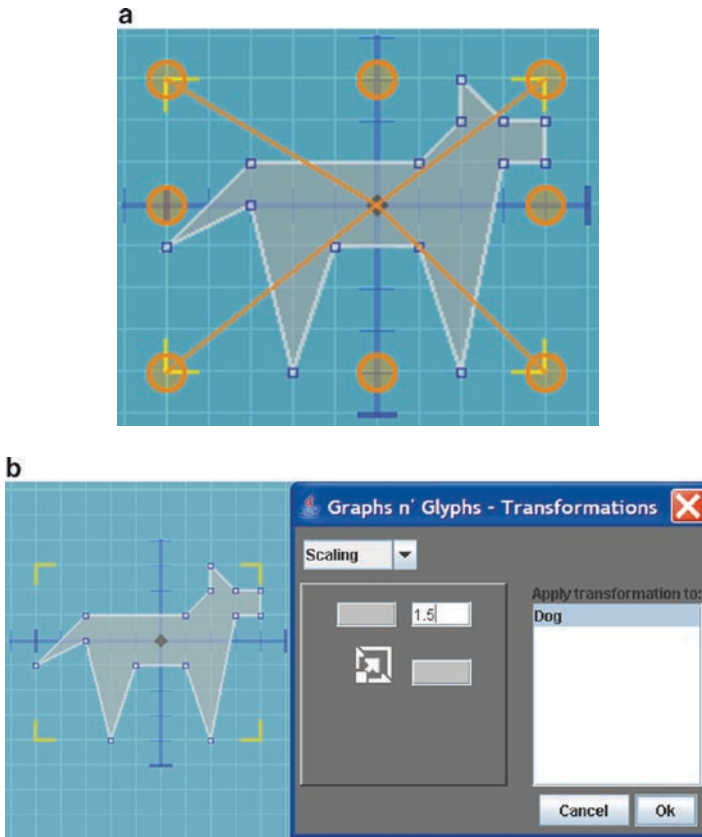 a
b
Graphs n' Glyphs - Transformations
Scaling
1.5
Apply transformation to:
Dog
Cancel
Ok